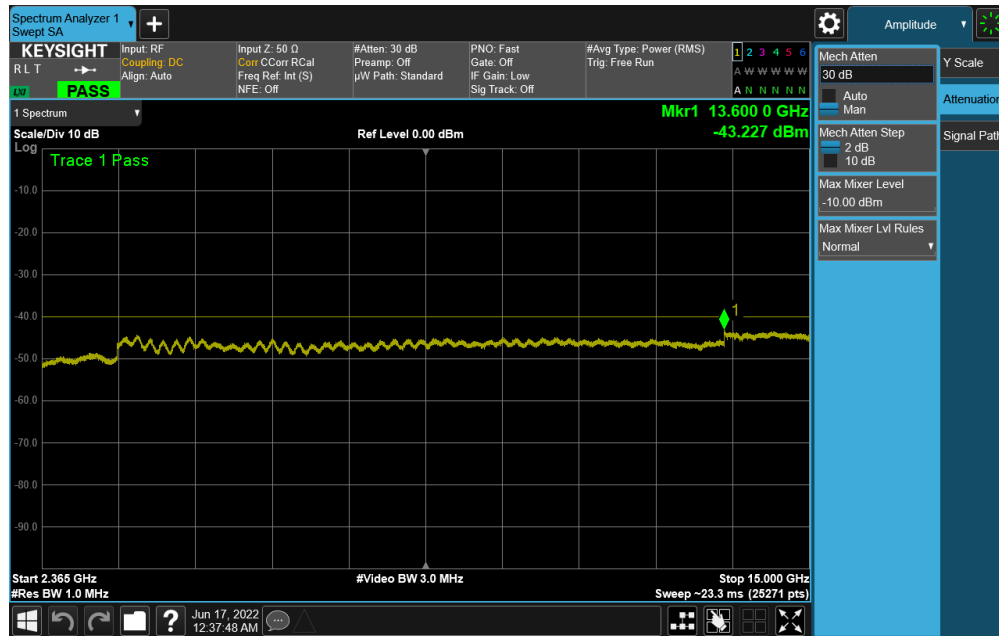 Spectrum Analyzer 1
Swept SA
+
Amplitude
KEYSIGHT
R L T
LXI
PASS
Input: RF
Coupling: DC
Align: Auto
Input Z: 50 Ω
Corr CCorr RCal
Freq Ref: Int (S)
NFE: Off
#Atten: 30 dB
Preamp: Off
µW Path: Standard
PNO: Fast
Gate: Off
IF Gain: Low
Sig Track: Off
#Avg Type: Power (RMS)
Trig: Free Run
1 2 3 4 5 6
A W W W W W
A N N N N N
1 Spectrum
Mkr1 13.600 0 GHz
Scale/Div 10 dB
Ref Level 0.00 dBm
-43.227 dBm
Log
Trace 1 Pass
-10.0
-20.0
-30.0
-40.0
1
-50.0
-60.0
-70.0
-80.0
-90.0
Start 2.365 GHz
#Video BW 3.0 MHz
Stop 15.000 GHz
#Res BW 1.0 MHz
Sweep ~23.3 ms (25271 pts)
Mech Atten
30 dB
Auto
Man
Mech Atten Step
2 dB
10 dB
Max Mixer Level
-10.00 dBm
Max Mixer Lvl Rules
Normal
Y Scale
Attenuation
Signal Path
?
Jun 17, 2022
12:37:48 AM